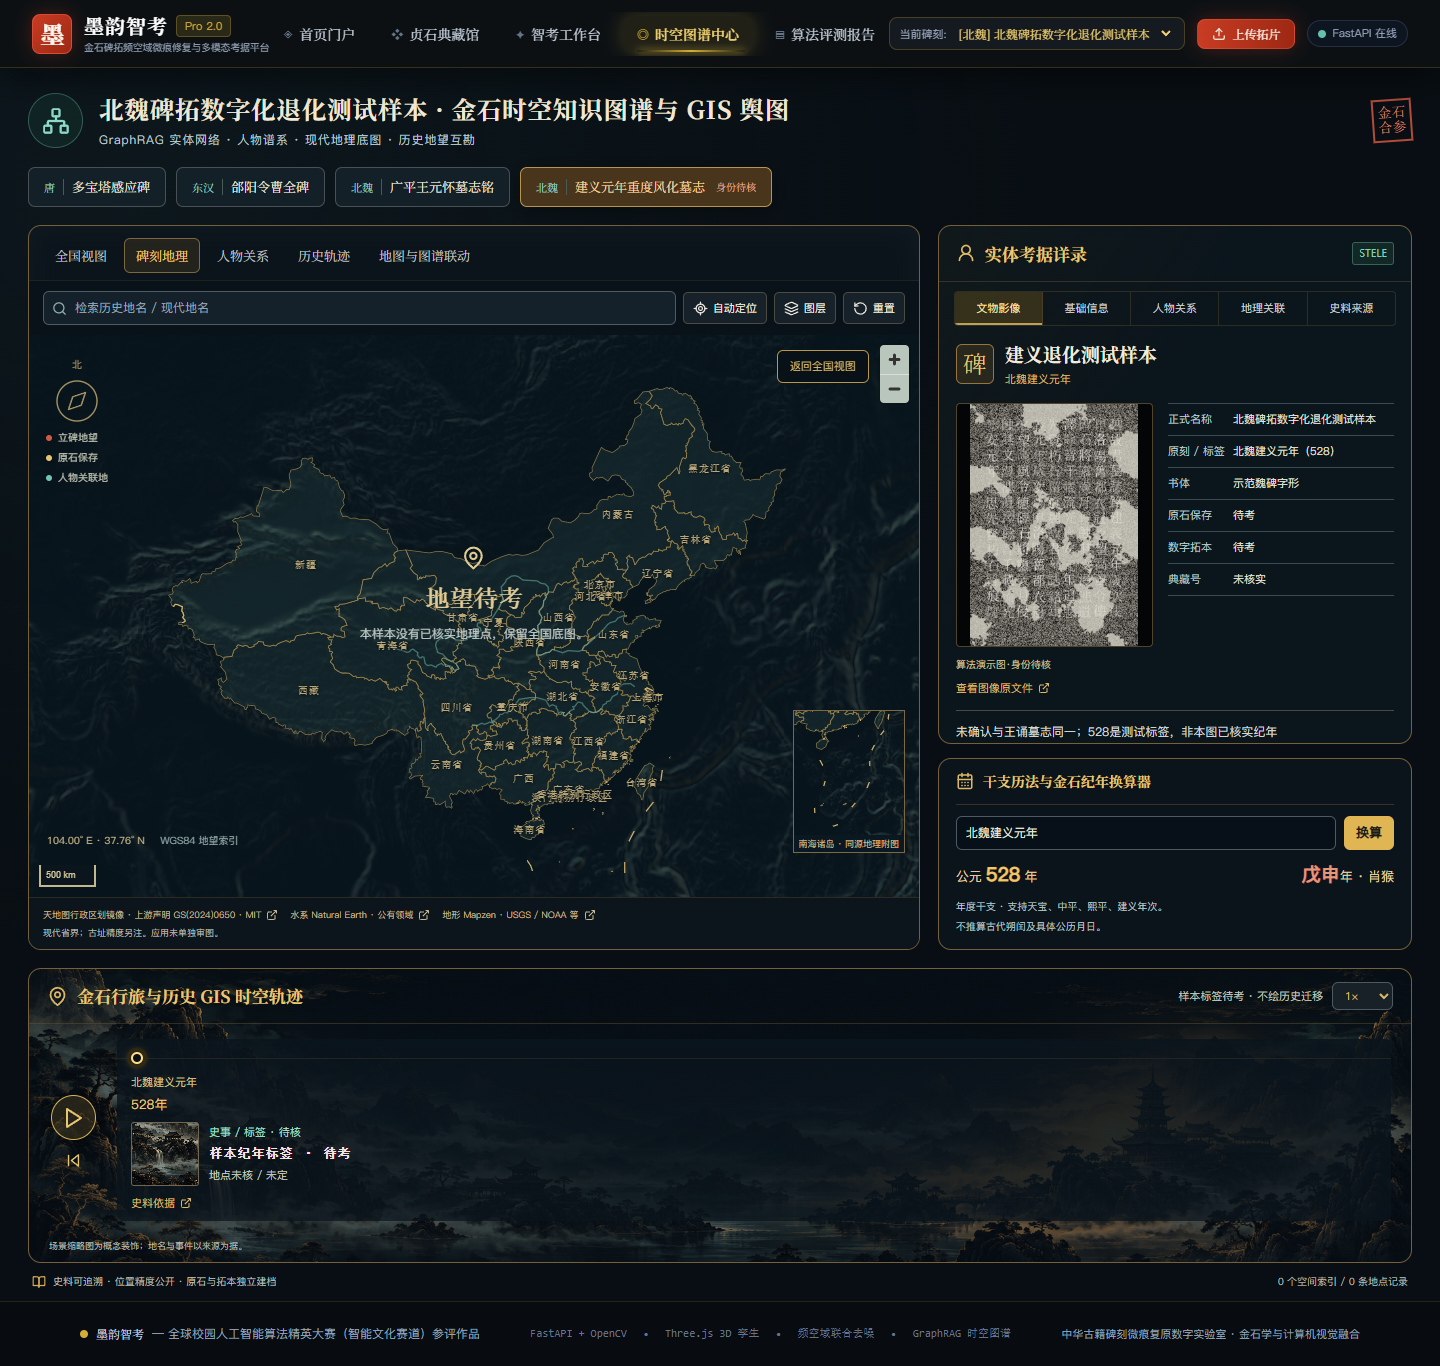 墨 墨韵智考 Pro 2.0
金石碑拓频空域微痕修复与多模态考据平台
首页门户 贞石典藏馆 智考工作台 时空图谱中心 算法评测报告
当前碑刻: [北魏] 北魏碑拓数字化退化测试样本 上传拓片 FastAPI 在线
北魏碑拓数字化退化测试样本 · 金石时空知识图谱与 GIS 舆图
GraphRAG 实体网络 · 人物谱系 · 现代地理底图 · 历史地望互勘
金石
合参
唐 多宝塔感应碑 东汉 郃阳令曹全碑 北魏 广平王元怀墓志铭 北魏 建义元年重度风化墓志 身份待核
全国视图 碑刻地理 人物关系 历史轨迹 地图与图谱联动
检索历史地名 / 现代地名 自动定位 图层 重置
返回全国视图
+
−
北
立碑地望
原石保存
人物关联地
黑龙江省
内蒙古
吉林省
新疆
辽宁省
北京市
河北省
地望待考
甘肃省 宁夏 山西省
本样本没有已核实地理点，保留全国底图。
山东省
青海省 陕西省
河南省
江苏省
西藏
安徽省
湖北省 上海市
四川省 重庆市
浙江省
贵州省 湖南省 江西省
福建省
云南省
广西
台湾省
广东省
海南省
南海诸岛 · 同源地理附图
104.00° E · 37.76° N WGS84 地望索引
500 km
天地图行政区划镜像 · 上游声明 GS(2024)0650 · MIT 水系 Natural Earth · 公有领域 地形 Mapzen · USGS / NOAA 等
现代省界；古址精度另注。应用未单独审图。
实体考据详录 STELE
文物影像 基础信息 人物关系 地理关联 史料来源
碑 建义退化测试样本
北魏建义元年
正式名称 北魏碑拓数字化退化测试样本
原刻 / 标签 北魏建义元年（528）
书体 示范魏碑字形
原石保存 待考
数字拓本 待考
典藏号 未核实
算法演示图·身份待核
查看图像原文件
未确认与王诵墓志同一；528是测试标签，非本图已核实纪年
干支历法与金石纪年换算器
北魏建义元年 换算
公元 528 年 戊申年 · 肖猴
年度干支 · 支持天宝、中平、熙平、建义年次。
不推算古代朔闰及具体公历月日。
金石行旅与历史 GIS 时空轨迹
样本标签待考 · 不绘历史迁移 1×
北魏建义元年
528年
史事 / 标签 · 待核
样本纪年标签 · 待考
地点未核 / 未定
史料依据
场景缩略图为概念装饰；地名与事件以来源为据。
史料可追溯 · 位置精度公开 · 原石与拓本独立建档 0 个空间索引 / 0 条地点记录
墨韵智考 — 全球校园人工智能算法精英大赛（智能文化赛道）参评作品 FastAPI + OpenCV • Three.js 3D 孪生 • 频空域联合去噪 • GraphRAG 时空图谱 中华古籍碑刻微痕复原数字实验室 · 金石学与计算机视觉融合